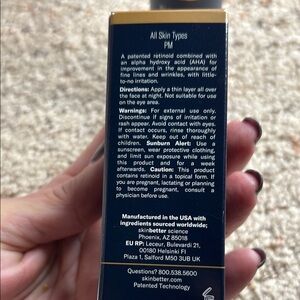 All Skin Types
PM
A patented retinoid combined with
an alpha hydroxy acid (AHA) for
improvement in the appearance of
fine lines and wrinkles, with little-
to-no irritation.
Directions: Apply a thin layer all over
the face at night. Not suitable for use
on the eye area.
Warnings: For external use only.
Discontinue if signs of irritation or
rash appear. Avoid contact with eyes.
If contact occurs, rinse thoroughly
with water. Keep out of reach of
children. Sunburn Alert: Use a
sunscreen, wear protective clothing,
and limit sun exposure while using
this product and for a week
afterwards. Caution: This product
contains retinoid in a topical form. If
you are pregnant, lactating or planning
to become pregnant, consult a
physician before use.
Manufactured in the USA with
ingredients sourced worldwide;
skinbetter science
Phoenix, AZ 85018
EU RP: Leceur, Bulevardi 21,
00180 Helsinki FI
Plaza 1, Salford M50 3UB UK
Questions? 800.538.5600
skinbetter.com
Patented Technology